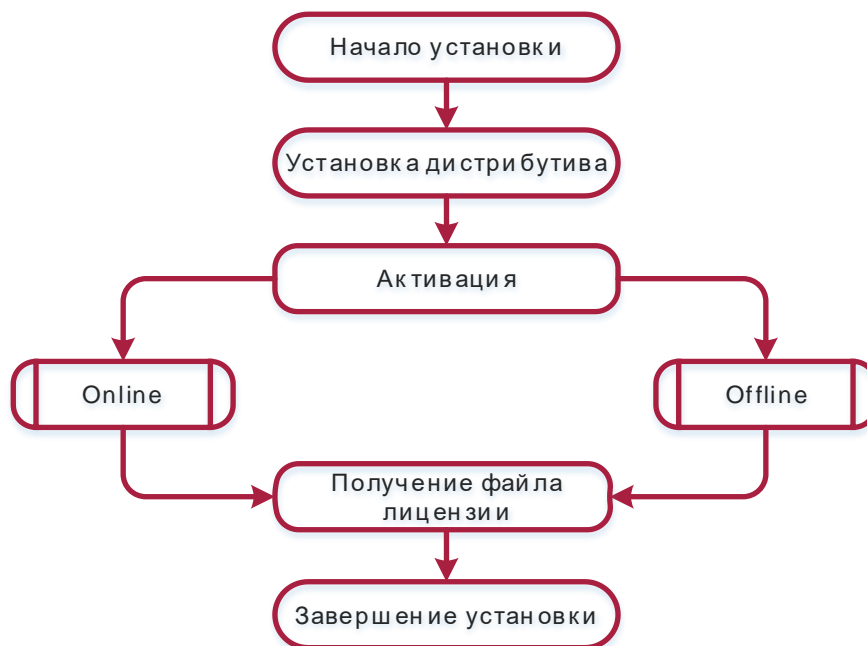 Начало установки
Установка дистрибутива
Активация
Online
Offline
Получение файла
лицензии
Завершение установки